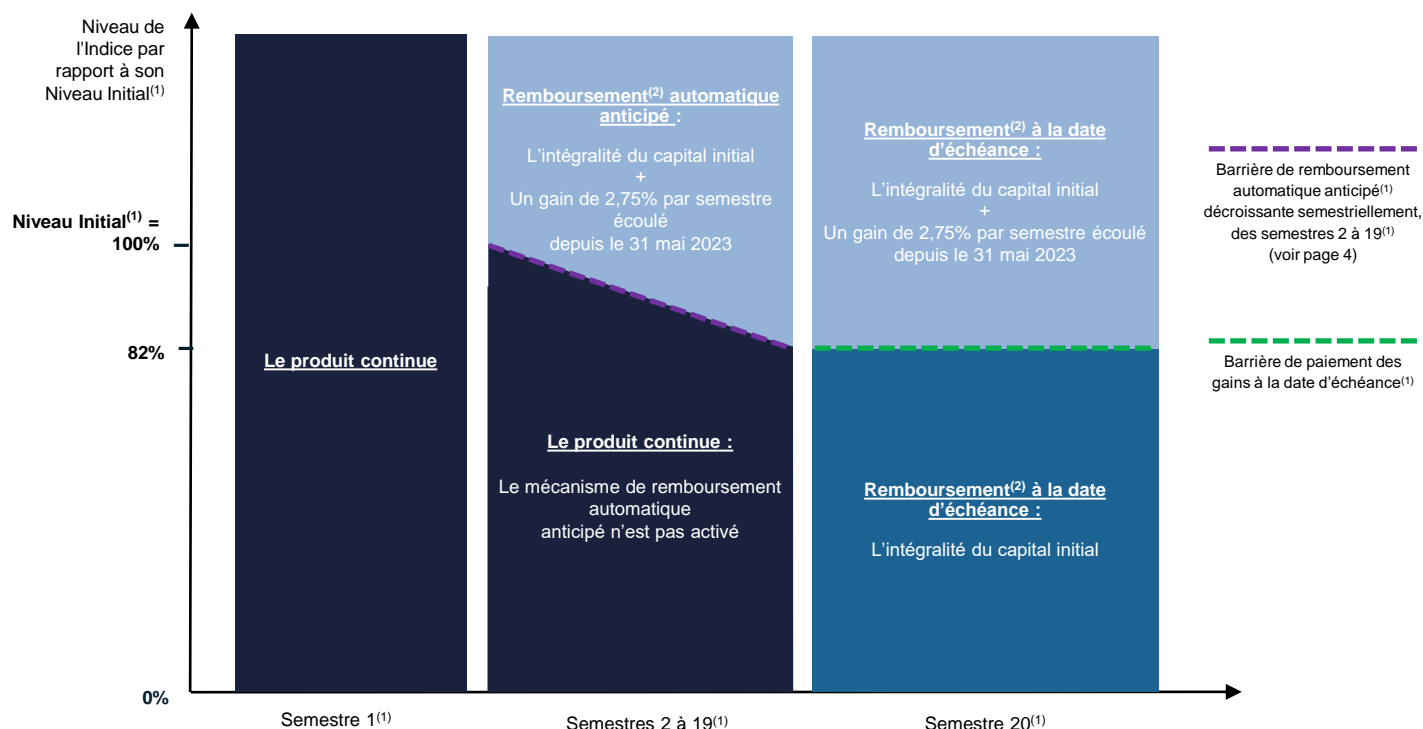 Niveau de
l'Indice par
rapport à son
Niveau Initial(1)
Niveau Initial(1) =
100%
82%
0%
Le produit continue
Semestre 1(1)
Remboursement(2) automatique
anticipé :
L'intégralité du capital initial
+
Un gain de 2,75% par semestre
écoulé
depuis le 31 mai 2023
Le produit continue :
Le mécanisme de remboursement
automatique
anticipé n'est pas activé
Semestres 2 à 19(1)
Remboursement(2) à la date
d'échéance :
L'intégralité du capital initial
+
Un gain de 2,75% par semestre écoulé
depuis le 31 mai 2023
Remboursement(2) à la date
d'échéance :
L'intégralité du capital initial
Semestre 20(1)
Barrière de remboursement
automatique anticipé(1)
décroissante semestriellement,
des semestres 2 à 19(1)
(voir page 4)
Barrière de paiement des
gains à la date d'échéance(1)